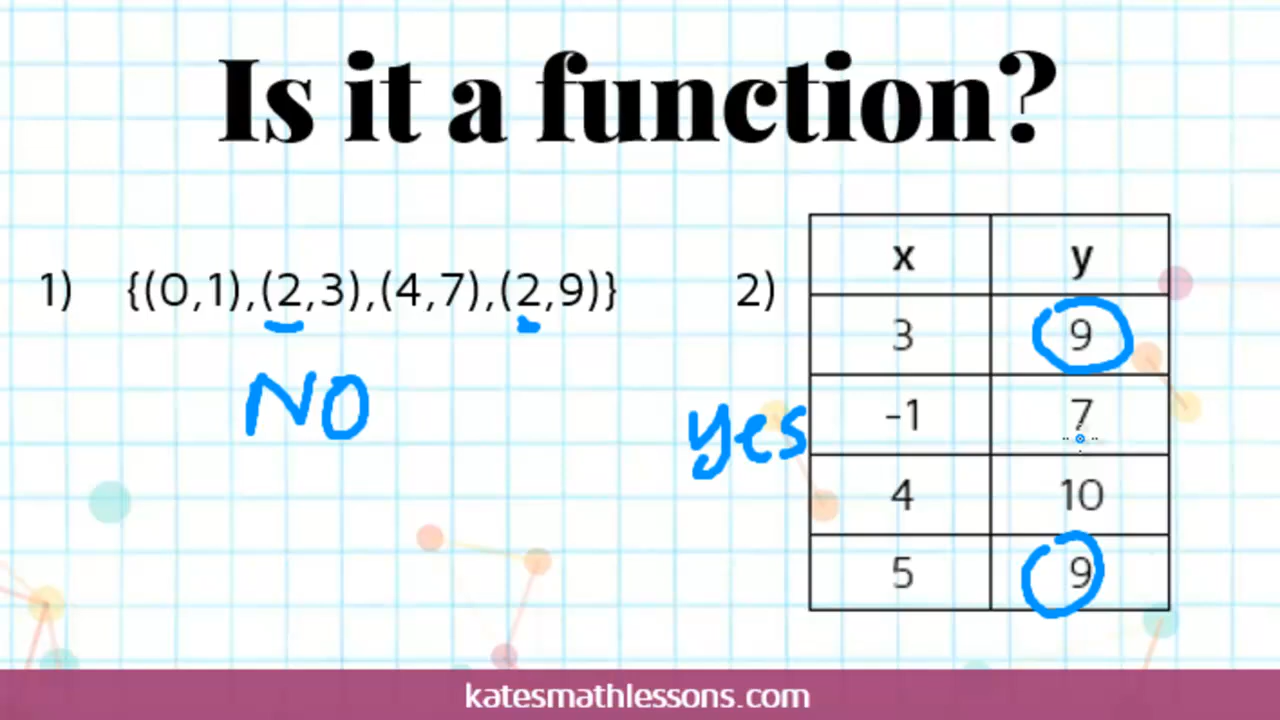 Is it a function?
1) {(0,1),(2,3),(4,7),(2,9)}
NO
2)
yes
x y
3 9
-1 7
4 10
5 9
katesmathlessons.com